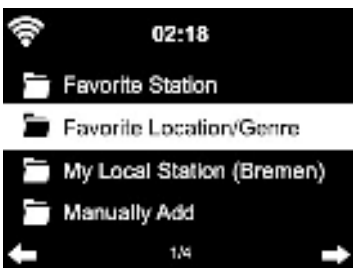 02:18
Favorite Station
Favorite Location/Genre
My Local Station (Bremen)
Manually Add
1/4